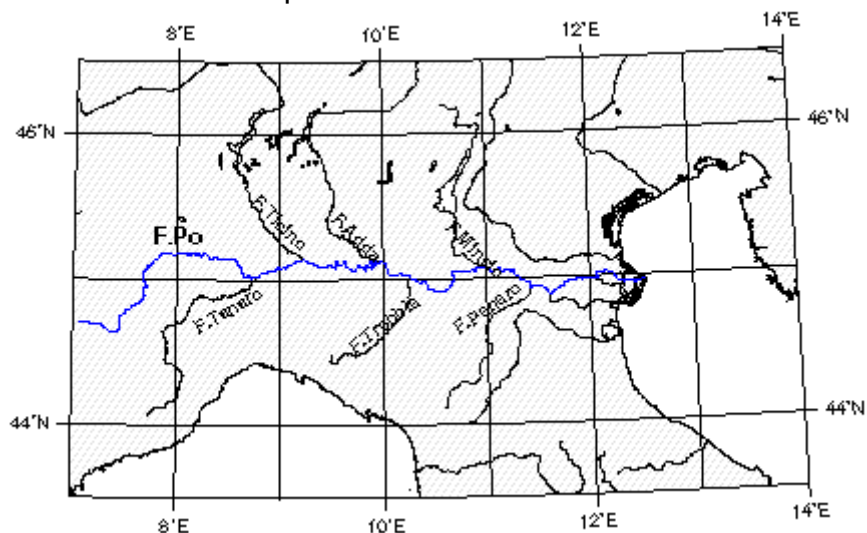 8°E
10°E
12°E
14°E
46°N
46°N
F.Po
F.Ticino
F.Adda
F.Mincio
F.Tanaro
F.Trebbia
F.Panaro
44°N
44°N
8°E
10°E
12°E
14°E